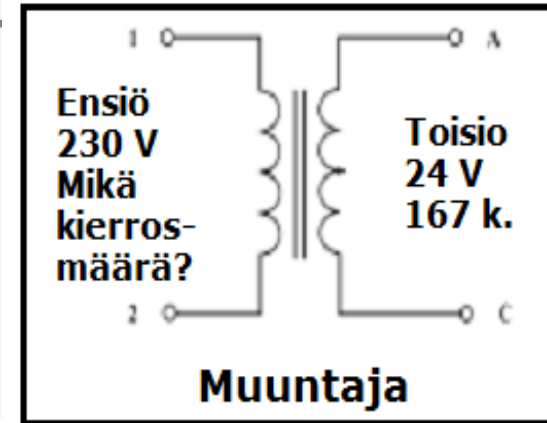 1
A
Ensiö
230 V
Mikä
kierros-
määrä?
Toisio
24 V
167 k.
2
C
Muuntaja